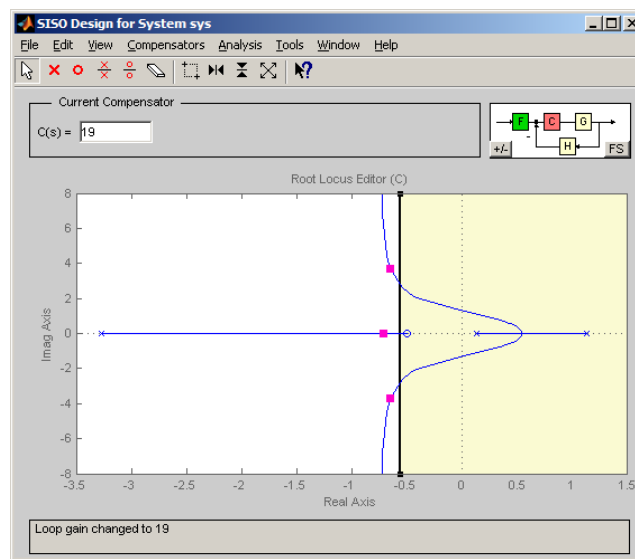 SISO Design for System sys
File Edit View Compensators Analysis Tools Window Help
Current Compensator
C(s) = 19
F C G
-
H
+/- FS
Root Locus Editor (C)
8
6
4
2
0
-2
-4
-6
-8
Imag Axis
-3.5 -3 -2.5 -2 -1.5 -1 -0.5 0 0.5 1 1.5
Real Axis
Loop gain changed to 19